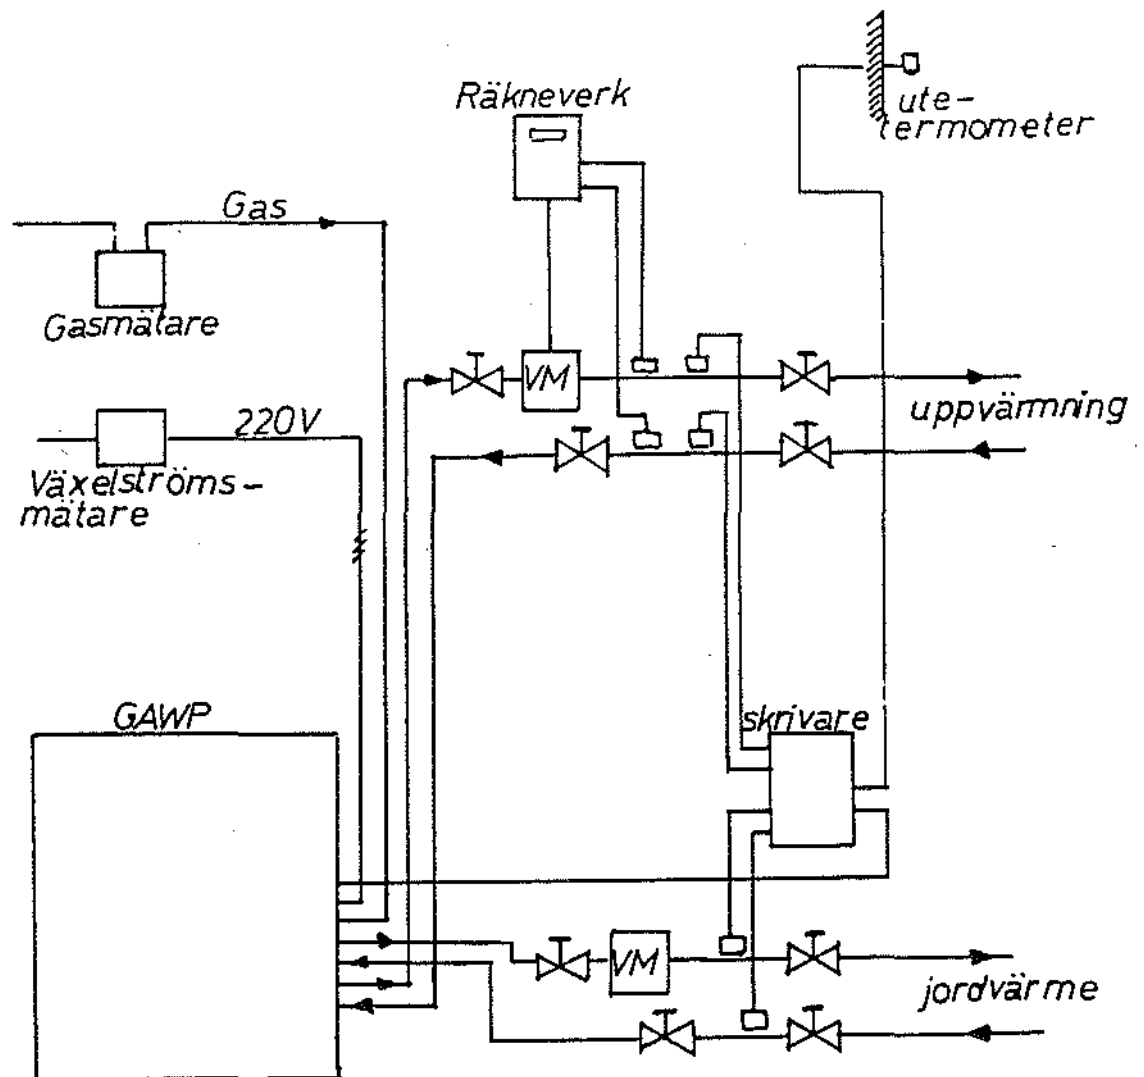 Räkneverk
ute-
termometer
Gas
Gasmätare
VM
uppvärmning
220V
Växelströms-
mätare
GAWP
skrivare
VM
jordvärme